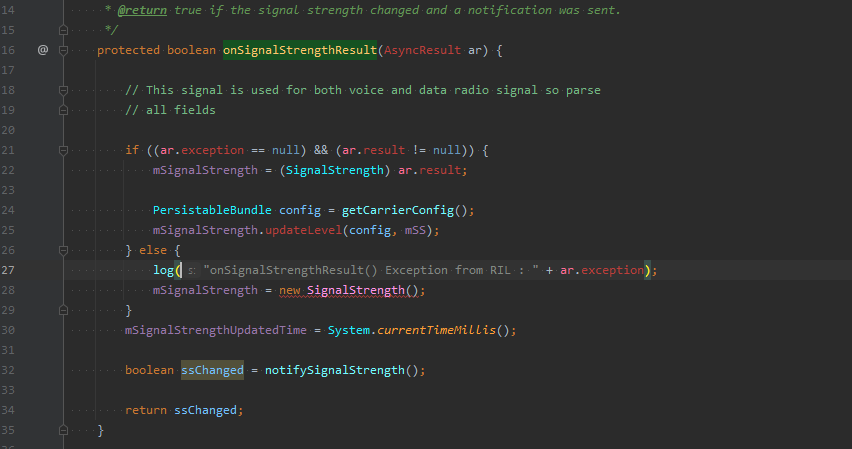 14 * @return true if the signal strength changed and a notification was sent.
15 */
16 @ protected boolean onSignalStrengthResult(AsyncResult ar) {
17
18 // This signal is used for both voice and data radio signal so parse
19 // all fields
20
21 if ((ar.exception == null) && (ar.result != null)) {
22 mSignalStrength = (SignalStrength) ar.result;
23
24 PersistableBundle config = getCarrierConfig();
25 mSignalStrength.updateLevel(config, mSS);
26 } else {
27 log( s: "onSignalStrengthResult() Exception from RIL : " + ar.exception);
28 mSignalStrength = new SignalStrength();
29 }
30 mSignalStrengthUpdatedTime = System.currentTimeMillis();
31
32 boolean ssChanged = notifySignalStrength();
33
34 return ssChanged;
35 }